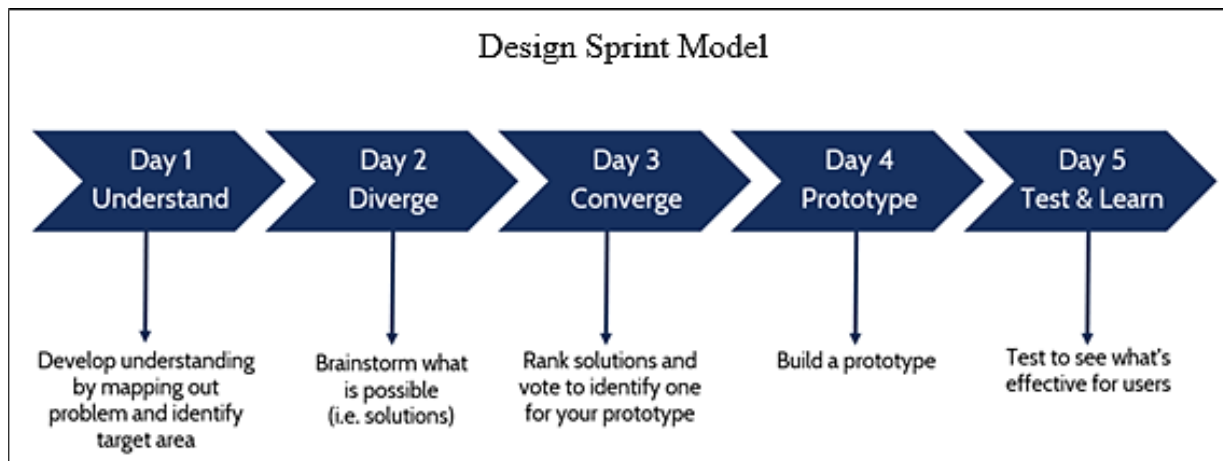 Design Sprint Model
Day 1
Understand
Day 2
Diverge
Day 3
Converge
Day 4
Prototype
Day 5
Test & Learn
Develop understanding
by mapping out
problem and identify
target area
Brainstorm what
is possible
(i.e. solutions)
Rank solutions and
vote to identify one
for your prototype
Build a prototype
Test to see what's
effective for users